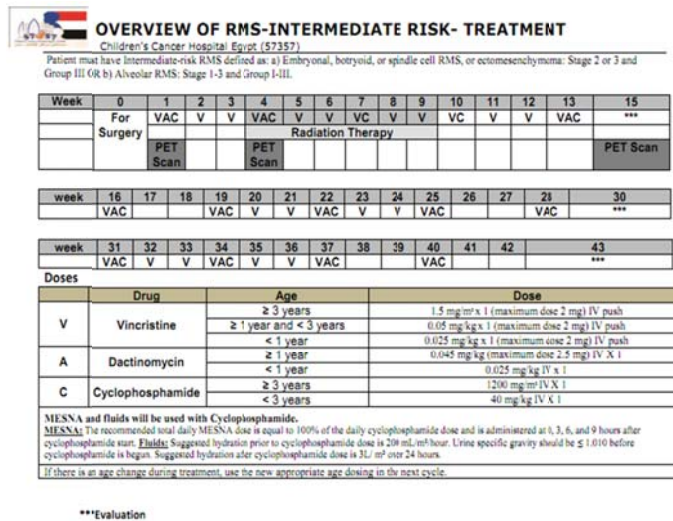 OVERVIEW OF RMS-INTERMEDIATE RISK- TREATMENT
Children's Cancer Hospital Egypt (57357)
Patient must have Intermediate-risk RMS defined as: a) Embryonal, botryoid, or spindle cell RMS, or ectomesenchymoma: Stage 2 or 3 and
Group III OR b) Alveolar RMS: Stage 1-3 and Group I-III.
Week 0 1 2 3 4 5 6 7 8 9 10 11 12 13 15
For Surgery VAC V V VAC V V VC V V VC V V VAC ***
Radiation Therapy
PET Scan PET Scan PET Scan
week 16 17 18 19 20 21 22 23 24 25 26 27 28 30
VAC VAC V V VAC V V VAC VAC ***
week 31 32 33 34 35 36 37 38 39 40 41 42 43
VAC V V VAC V V VAC VAC ***
Doses
Drug Age Dose
V Vincristine ≥ 3 years 1.5 mg/m² x 1 (maximum dose 2 mg) IV push
≥ 1 year and < 3 years 0.05 mg/kg x 1 (maximum dose 2 mg) IV push
< 1 year 0.025 mg/kg x 1 (maximum dose 2 mg) IV push
A Dactinomycin ≥ 1 year 0.045 mg/kg (maximum dose 2.5 mg) IV X 1
< 1 year 0.025 mg/kg IV x 1
C Cyclophosphamide ≥ 3 years 1200 mg/m² IV X 1
< 3 years 40 mg/kg IV X 1
MESNA and fluids will be used with Cyclophosphamide.
MESNA: The recommended total daily MESNA dose is equal to 100% of the daily cyclophosphamide dose and is administered at 0, 3, 6, and 9 hours after
cyclophosphamide start. Fluids: Suggested hydration prior to cyclophosphamide dose is 200 mL/m²/hour. Urine specific gravity should be ≤ 1.010 before
cyclophosphamide is begun. Suggested hydration after cyclophosphamide dose is 3L/ m² over 24 hours.
If there is an age change during treatment, use the new appropriate age dosing in the next cycle.
***Evaluation